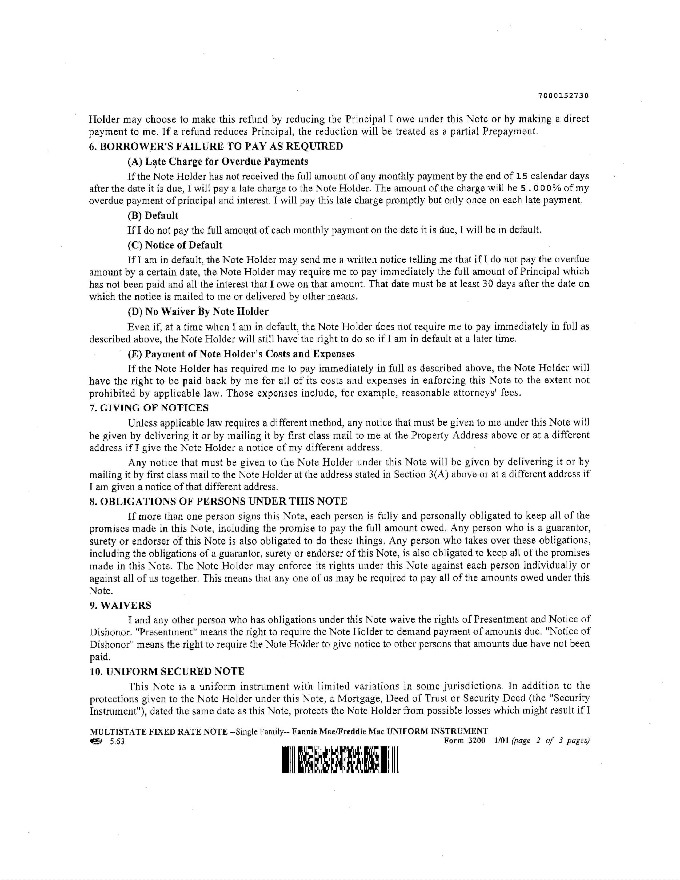 7000152730
Holder may choose to make this refund by reducing the Principal I owe under this Note or by making a direct
payment to me. If a refund reduces Principal, the reduction will be treated as a partial Prepayment.
6. BORROWER'S FAILURE TO PAY AS REQUIRED
(A) Late Charge for Overdue Payments
If the Note Holder has not received the full amount of any monthly payment by the end of 15 calendar days
after the date it is due, I will pay a late charge to the Note Holder. The amount of the charge will be 5.000% of my
overdue payment of principal and interest. I will pay this late charge promptly but only once on each late payment.
(B) Default
If I do not pay the full amount of each monthly payment on the date it is due, I will be in default.
(C) Notice of Default
If I am in default, the Note Holder may send me a written notice telling me that if I do not pay the overdue
amount by a certain date, the Note Holder may require me to pay immediately the full amount of Principal which
has not been paid and all the interest that I owe on that amount. That date must be at least 30 days after the date on
which the notice is mailed to me or delivered by other means.
(D) No Waiver By Note Holder
Even if, at a time when I am in default, the Note Holder does not require me to pay immediately in full as
described above, the Note Holder will still have the right to do so if I am in default at a later time.
(E) Payment of Note Holder's Costs and Expenses
If the Note Holder has required me to pay immediately in full as described above, the Note Holder will
have the right to be paid back by me for all of its costs and expenses in enforcing this Note to the extent not
prohibited by applicable law. Those expenses include, for example, reasonable attorneys' fees.
7. GIVING OF NOTICES
Unless applicable law requires a different method, any notice that must be given to me under this Note will
be given by delivering it or by mailing it by first class mail to me at the Property Address above or at a different
address if I give the Note Holder a notice of my different address.
Any notice that must be given to the Note Holder under this Note will be given by delivering it or by
mailing it by first class mail to the Note Holder at the address stated in Section 3(A) above or at a different address if
I am given a notice of that different address.
8. OBLIGATIONS OF PERSONS UNDER THIS NOTE
If more than one person signs this Note, each person is fully and personally obligated to keep all of the
promises made in this Note, including the promise to pay the full amount owed. Any person who is a guarantor,
surety or endorser of this Note is also obligated to do these things. Any person who takes over these obligations,
including the obligations of a guarantor, surety or endorser of this Note, is also obligated to keep all of the promises
made in this Note. The Note Holder may enforce its rights under this Note against each person individually or
against all of us together. This means that any one of us may be required to pay all of the amounts owed under this
Note.
9. WAIVERS
I and any other person who has obligations under this Note waive the rights of Presentment and Notice of
Dishonor. "Presentment" means the right to require the Note Holder to demand payment of amounts due. "Notice of
Dishonor" means the right to require the Note Holder to give notice to other persons that amounts due have not been
paid.
10. UNIFORM SECURED NOTE
This Note is a uniform instrument with limited variations in some jurisdictions. In addition to the
protections given to the Note Holder under this Note, a Mortgage, Deed of Trust or Security Deed (the "Security
Instrument"), dated the same date as this Note, protects the Note Holder from possible losses which might result if I
MULTISTATE FIXED RATE NOTE --Single Family-- Fannie Mae/Freddie Mac UNIFORM INSTRUMENT
5.63 Form 3200 1/01 (page 2 of 3 pages)